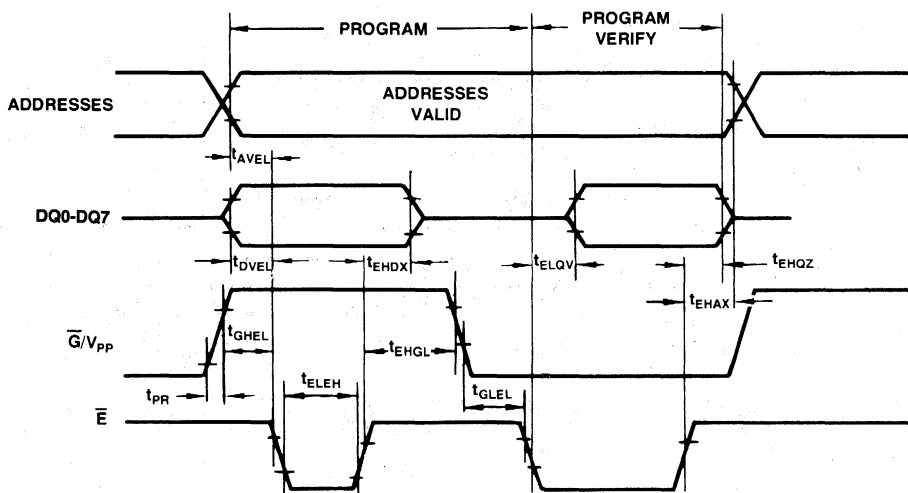 PROGRAM
PROGRAM
VERIFY
ADDRESSES
ADDRESSES
VALID
tAVEL
DQ0-DQ7
tDVEL
tEHDX
tELQV
tEHQZ
tEHAX
G̅/VPP
tGHEL
tEHGL
tELEH
tGLEL
tPR
E̅